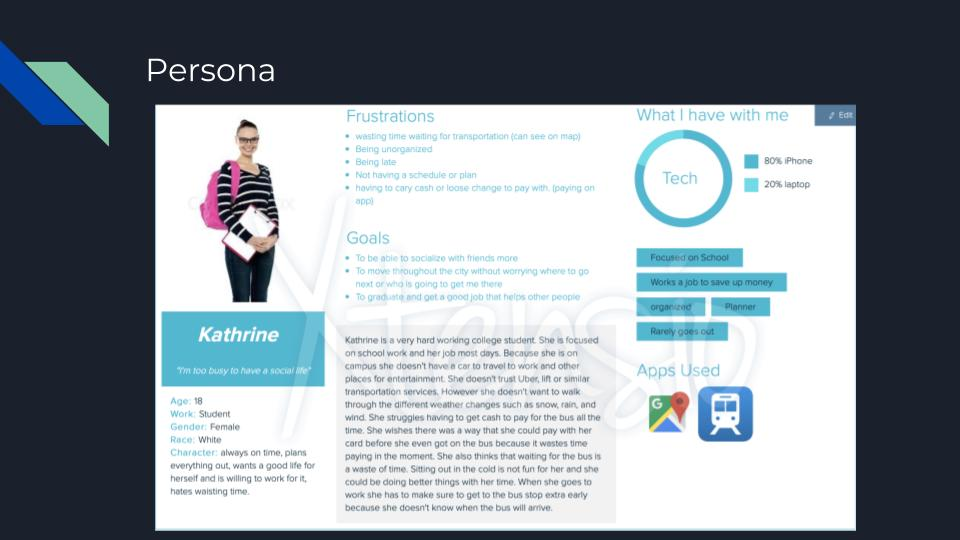 Persona
Kathrine
"I'm too busy to have a social life"
Age: 18
Work: Student
Gender: Female
Race: White
Character: always on time, plans
everything out, wants a good life for
herself and is willing to work for it,
hates waisting time.
Frustrations
wasting time waiting for transportation (can see on map)
Being unorganized
Being late
Not having a schedule or plan
having to cary cash or loose change to pay with. (paying on
app)
Goals
To be able to socialize with friends more
To move throughout the city without worrying where to go
next or who is going to get me there
To graduate and get a good job that helps other people
Kathrine is a very hard working college student. She is focused
on school work and her job most days. Because she is on
campus she doesn't have a car to travel to work and other
places for entertainment. She doesn't trust Uber, lift or similar
transportation services. However she doesn't want to walk
through the different weather changes such as snow, rain, and
wind. She struggles having to get cash to pay for the bus all the
time. She wishes there was a way that she could pay with her
card before she even got on the bus because it wastes time
paying in the moment. She also thinks that waiting for the bus is
a waste of time. Sitting out in the cold is not fun for her and she
could be doing better things with her time. When she goes to
work she has to make sure to get to the bus stop extra early
because she doesn't know when the bus will arrive.
What I have with me
Edit
Tech
80% iPhone
20% laptop
Focused on School
Works a job to save up money
organized
Planner
Rarely goes out
Apps Used
G
Xtensio